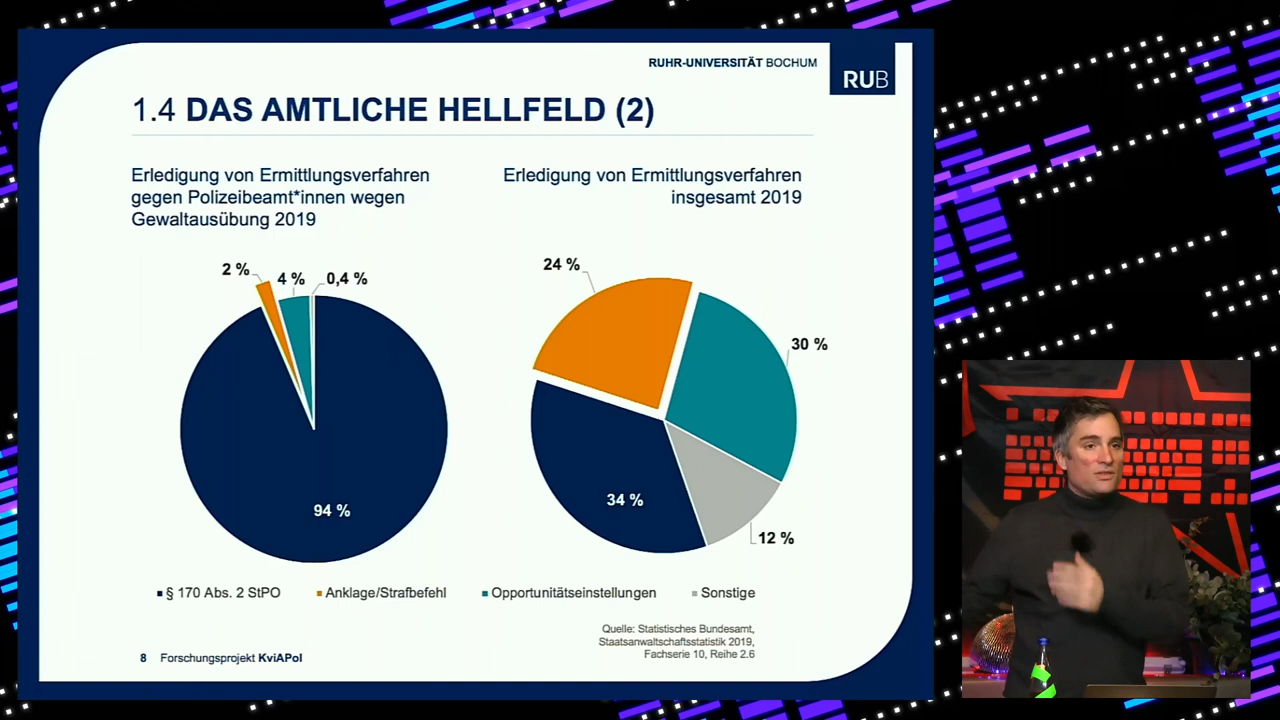 RUHR-UNIVERSITÄT BOCHUM
RUB
1.4 DAS AMTLICHE HELLFELD (2)
Erledigung von Ermittlungsverfahren
gegen Polizeibeamt*innen wegen
Gewaltausübung 2019
Erledigung von Ermittlungsverfahren
insgesamt 2019
2 %
4 %
0,4 %
94 %
24 %
30 %
34 %
12 %
§ 170 Abs. 2 StPO
Anklage/Strafbefehl
Opportunitätseinstellungen
Sonstige
Quelle: Statistisches Bundesamt,
Staatsanwaltschaftsstatistik 2019,
Fachserie 10, Reihe 2.6
8 Forschungsprojekt KviAPol